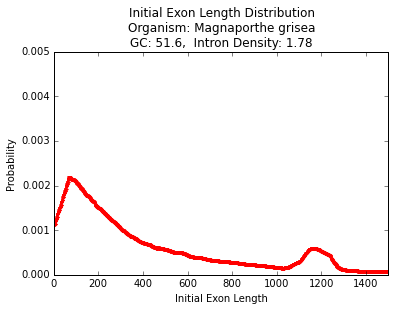 Initial Exon Length Distribution
Organism: Magnaporthe grisea
GC: 51.6,  Intron Density: 1.78
0.005
0.004
0.003
0.002
0.001
0.000
Probability
0 200 400 600 800 1000 1200 1400
Initial Exon Length